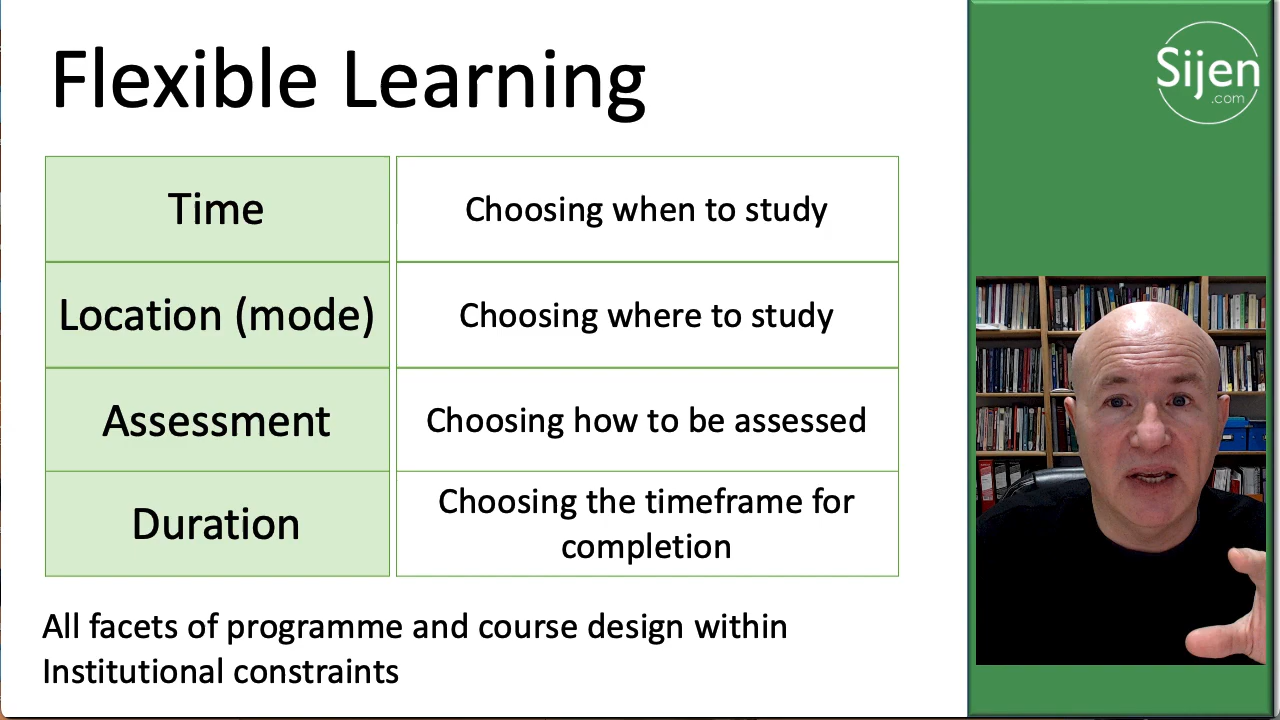 Flexible Learning
Sijen
.com
Time
Choosing when to study
Location (mode)
Choosing where to study
Assessment
Choosing how to be assessed
Duration
Choosing the timeframe for
completion
All facets of programme and course design within
Institutional constraints